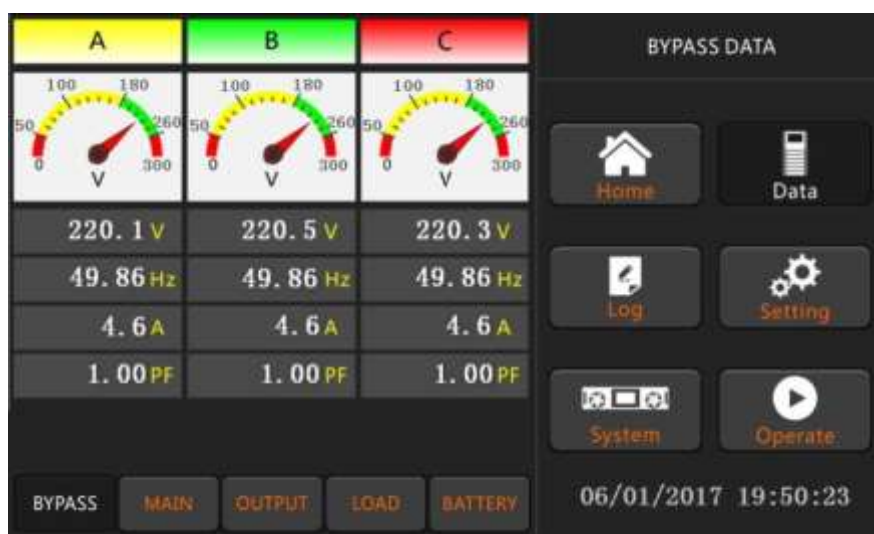 A B C BYPASS DATA
100 180 100 180 100 180
50 260 50 260 50 260
0 300 0 300 0 300
V V V
Home Data
220.1 V 220.5 V 220.3 V
49.86 Hz 49.86 Hz 49.86 Hz
Log Setting
4.6 A 4.6 A 4.6 A
1.00 PF 1.00 PF 1.00 PF
System Operate
BYPASS MAIN OUTPUT LOAD BATTERY
06/01/2017 19:50:23